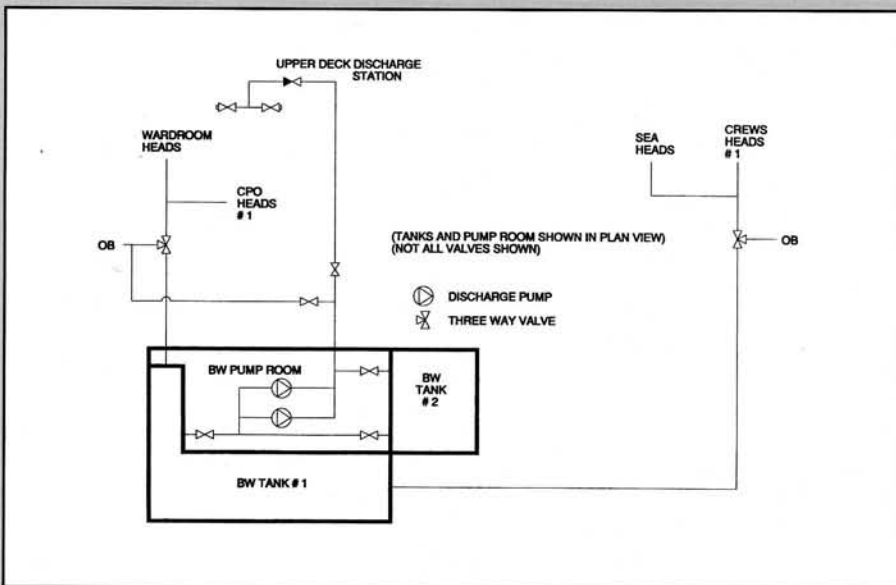 UPPER DECK DISCHARGE
STATION
WARDROOM
HEADS
CPO
HEADS
# 1
OB
SEA
HEADS
CREWS
HEADS
# 1
OB
(TANKS AND PUMP ROOM SHOWN IN PLAN VIEW)
(NOT ALL VALVES SHOWN)
DISCHARGE PUMP
THREE WAY VALVE
BW PUMP ROOM
BW
TANK
# 2
BW TANK # 1